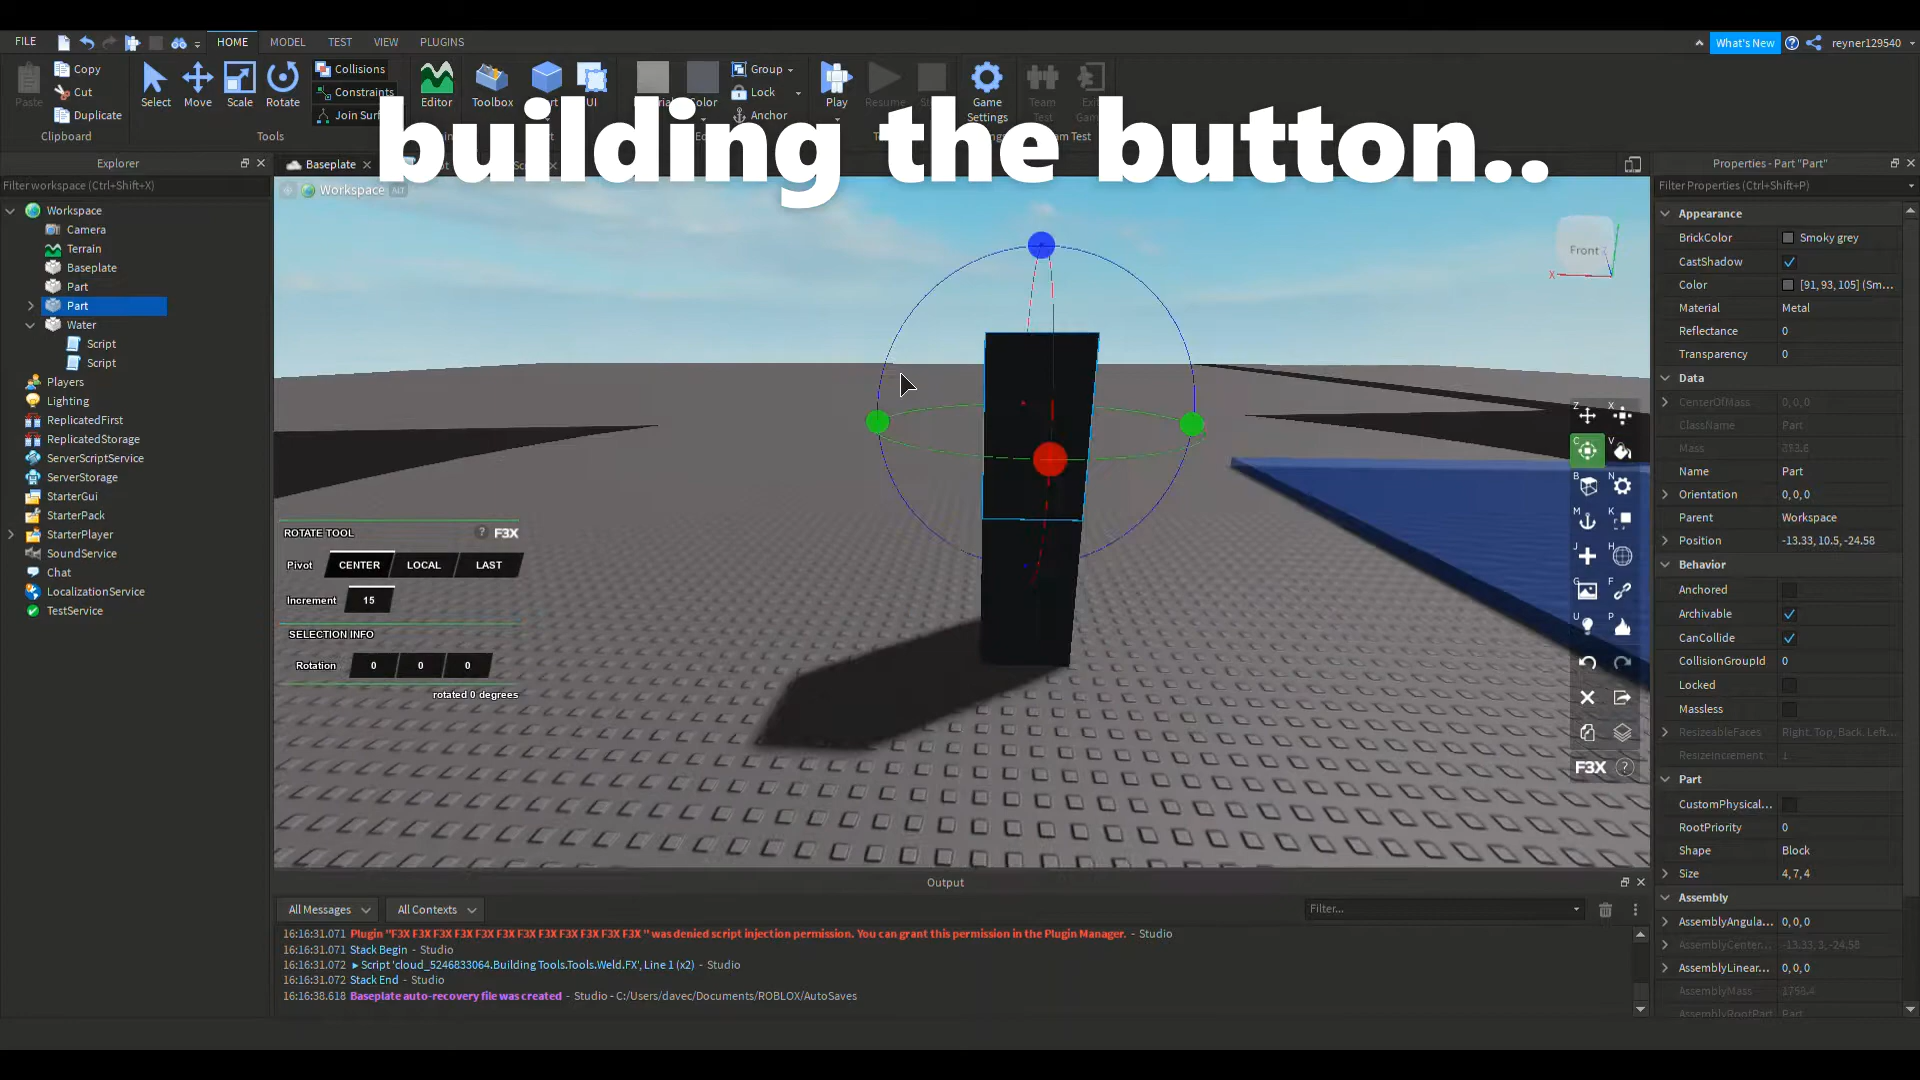 FILE HOME MODEL TEST VIEW PLUGINS What's New reyner129540
Copy Cut Duplicate Paste Clipboard
Select Move Scale Rotate Tools
Collisions
Constraints
Join Surf
Editor Toolbox
Group Lock Anchor
Play Resume
Game Settings Team Test
building the button..
Explorer
Filter workspace (Ctrl+Shift+X)
Workspace
Camera
Terrain
Baseplate
Part
Part
Water
Script
Script
Players
Lighting
ReplicatedFirst
ReplicatedStorage
ServerScriptService
ServerStorage
StarterGui
StarterPack
StarterPlayer
SoundService
Chat
LocalizationService
TestService
Baseplate
Workspace ALT
Front
X
ROTATE TOOL ? F3X
Pivot CENTER LOCAL LAST
Increment 15
SELECTION INFO
Rotation 0 0 0
rotated 0 degrees
Z X
C V
B N
M K
J H
G F
U P
F3X ?
Output
All Messages All Contexts Filter...
16:16:31.071 Plugin "F3X F3X F3X F3X F3X F3X F3X F3X F3X F3X F3X F3X " was denied script injection permission. You can grant this permission in the Plugin Manager. - Studio
16:16:31.071 Stack Begin - Studio
16:16:31.072 Script 'cloud_5246833064.Building Tools.Tools.Weld.FX', Line 1 (x2) - Studio
16:16:31.072 Stack End - Studio
16:16:38.618 Baseplate auto-recovery file was created - Studio - C:/Users/davec/Documents/ROBLOX/AutoSaves
Properties - Part "Part"
Filter Properties (Ctrl+Shift+P)
Appearance
BrickColor Smoky grey
CastShadow
Color [91, 93, 105] (Sm...
Material Metal
Reflectance 0
Transparency 0
Data
CenterOfMass 0, 0, 0
ClassName Part
Mass
Name Part
Orientation 0, 0, 0
Parent Workspace
Position -13.33, 10.5, -24.58
Behavior
Anchored
Archivable
CanCollide
CollisionGroupId 0
Locked
Massless
ResizeableFaces Right, Top, Back, Left...
ResizeIncrement 1
Part
CustomPhysical...
RootPriority 0
Shape Block
Size 4, 7, 4
Assembly
AssemblyAngula... 0, 0, 0
AssemblyCenter... -13.33, 3, -24.58
AssemblyLinear... 0, 0, 0
AssemblyMass 1758.4
AssemblyRootPart Part